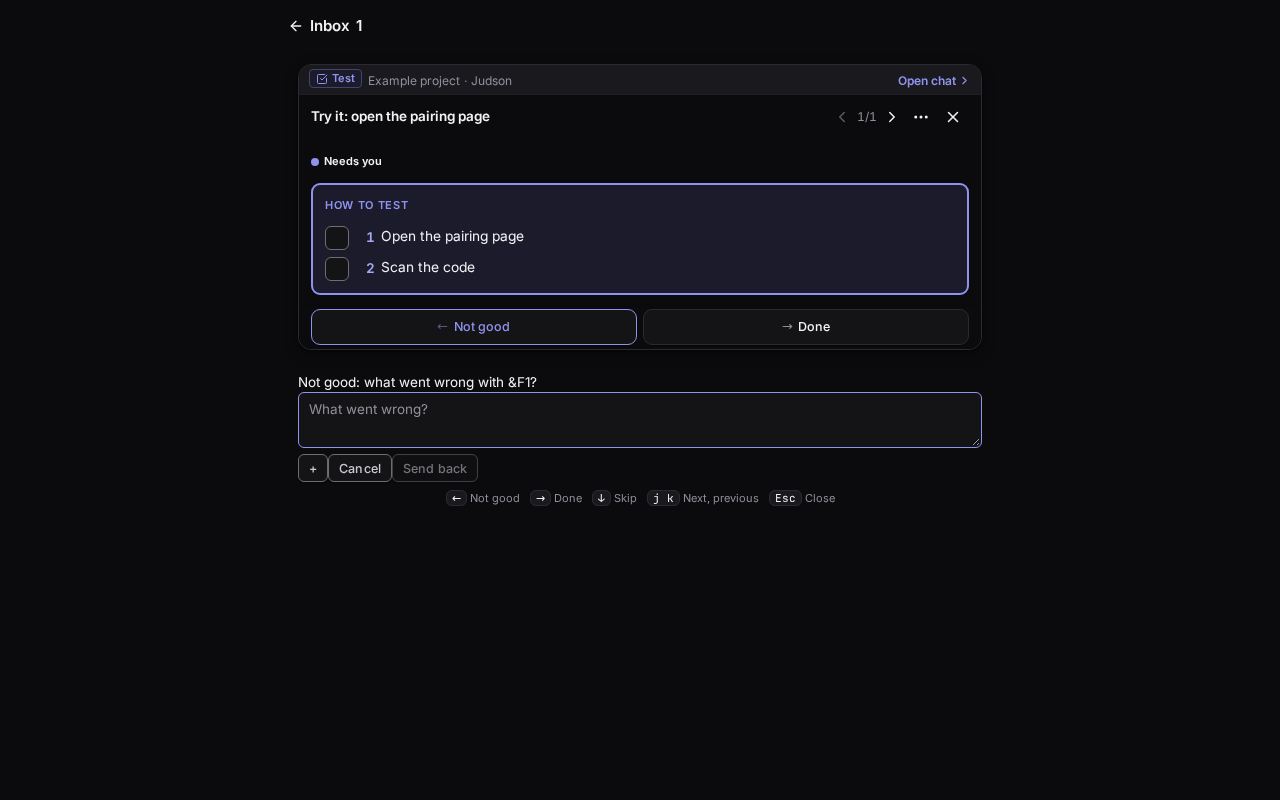 ← Inbox 1
Test Example project · Judson Open chat
Try it: open the pairing page 1/1
Needs you
HOW TO TEST
1 Open the pairing page
2 Scan the code
← Not good → Done
Not good: what went wrong with &F1?
What went wrong?
+ Cancel Send back
← Not good → Done ↓ Skip j k Next, previous Esc Close